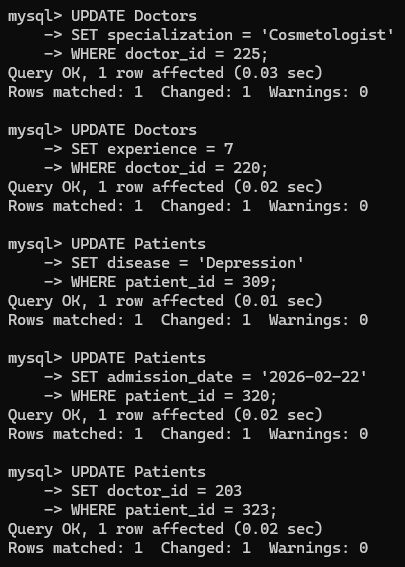 mysql> UPDATE Doctors
    -> SET specialization = 'Cosmetologist'
    -> WHERE doctor_id = 225;
Query OK, 1 row affected (0.03 sec)
Rows matched: 1  Changed: 1  Warnings: 0

mysql> UPDATE Doctors
    -> SET experience = 7
    -> WHERE doctor_id = 220;
Query OK, 1 row affected (0.02 sec)
Rows matched: 1  Changed: 1  Warnings: 0

mysql> UPDATE Patients
    -> SET disease = 'Depression'
    -> WHERE patient_id = 309;
Query OK, 1 row affected (0.01 sec)
Rows matched: 1  Changed: 1  Warnings: 0

mysql> UPDATE Patients
    -> SET admission_date = '2026-02-22'
    -> WHERE patient_id = 320;
Query OK, 1 row affected (0.02 sec)
Rows matched: 1  Changed: 1  Warnings: 0

mysql> UPDATE Patients
    -> SET doctor_id = 203
    -> WHERE patient_id = 323;
Query OK, 1 row affected (0.02 sec)
Rows matched: 1  Changed: 1  Warnings: 0